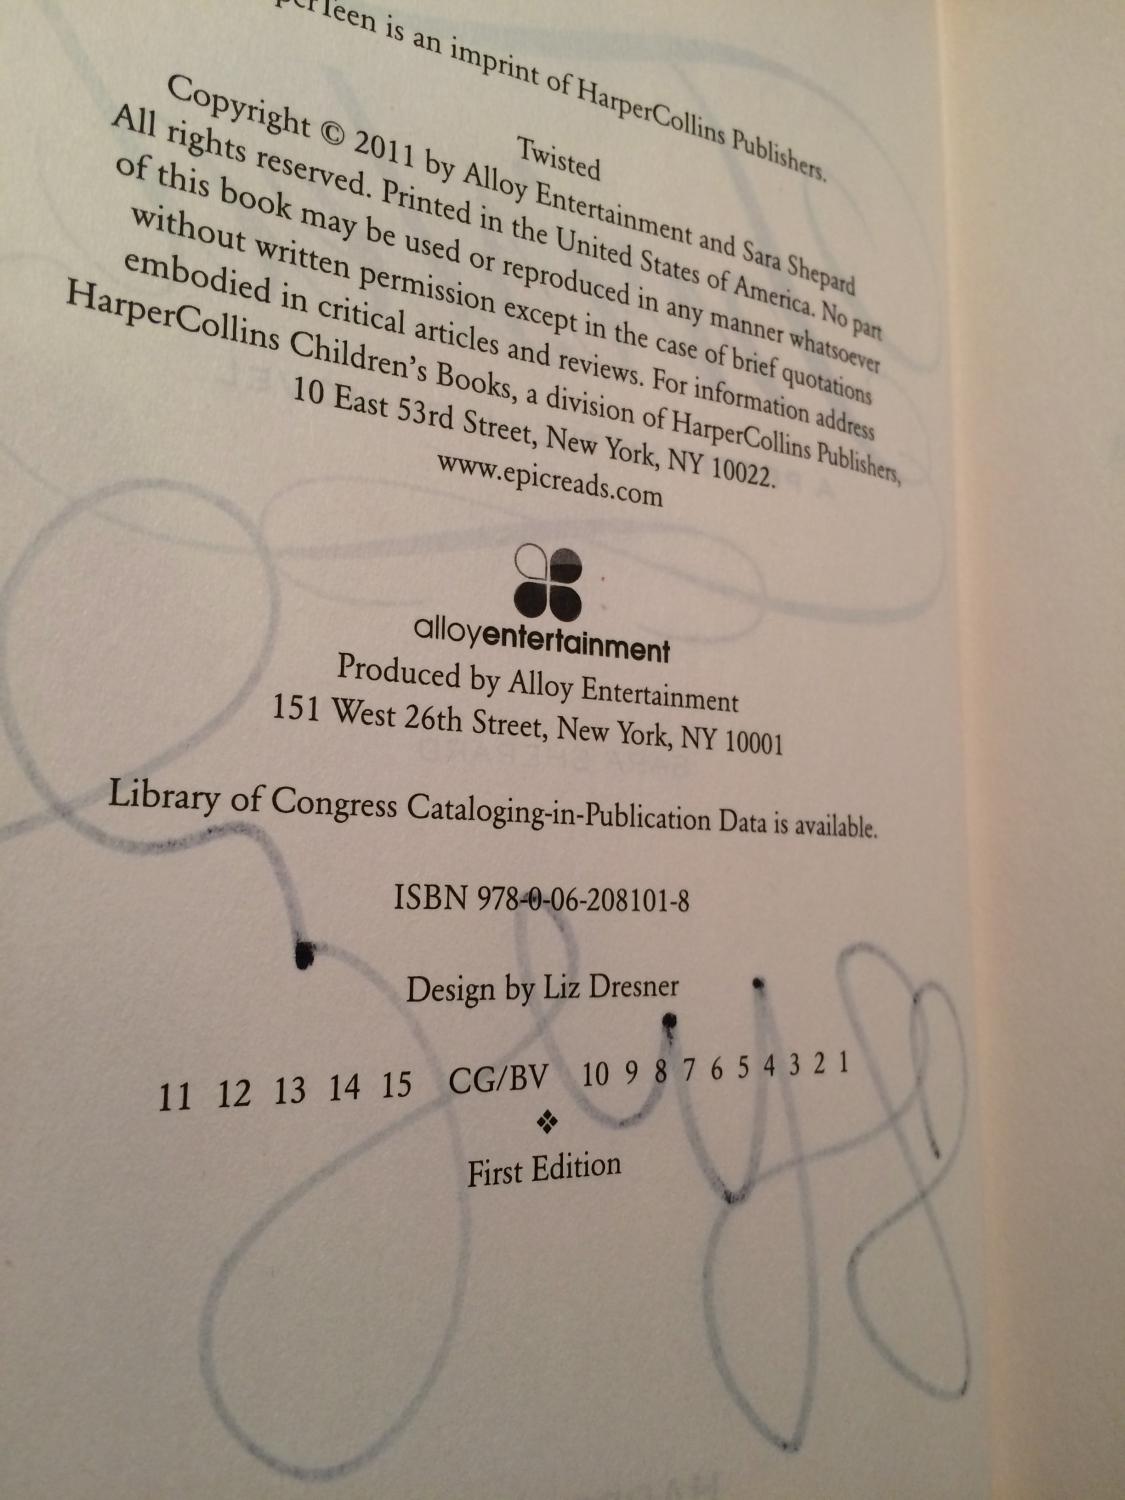 is an imprint of HarperCollins Publishers.
Twisted
Copyright © 2011 by Alloy Entertainment and Sara Shepard
All rights reserved. Printed in the United States of America. No part
of this book may be used or reproduced in any manner whatsoever
without written permission except in the case of brief quotations
embodied in critical articles and reviews. For information address
HarperCollins Children's Books, a division of HarperCollins Publishers,
10 East 53rd Street, New York, NY 10022.
www.epicreads.com
alloyentertainment
Produced by Alloy Entertainment
151 West 26th Street, New York, NY 10001
Library of Congress Cataloging-in-Publication Data is available.
ISBN 978-0-06-208101-8
Design by Liz Dresner
11 12 13 14 15 CG/BV 10 9 8 7 6 5 4 3 2 1
❖
First Edition